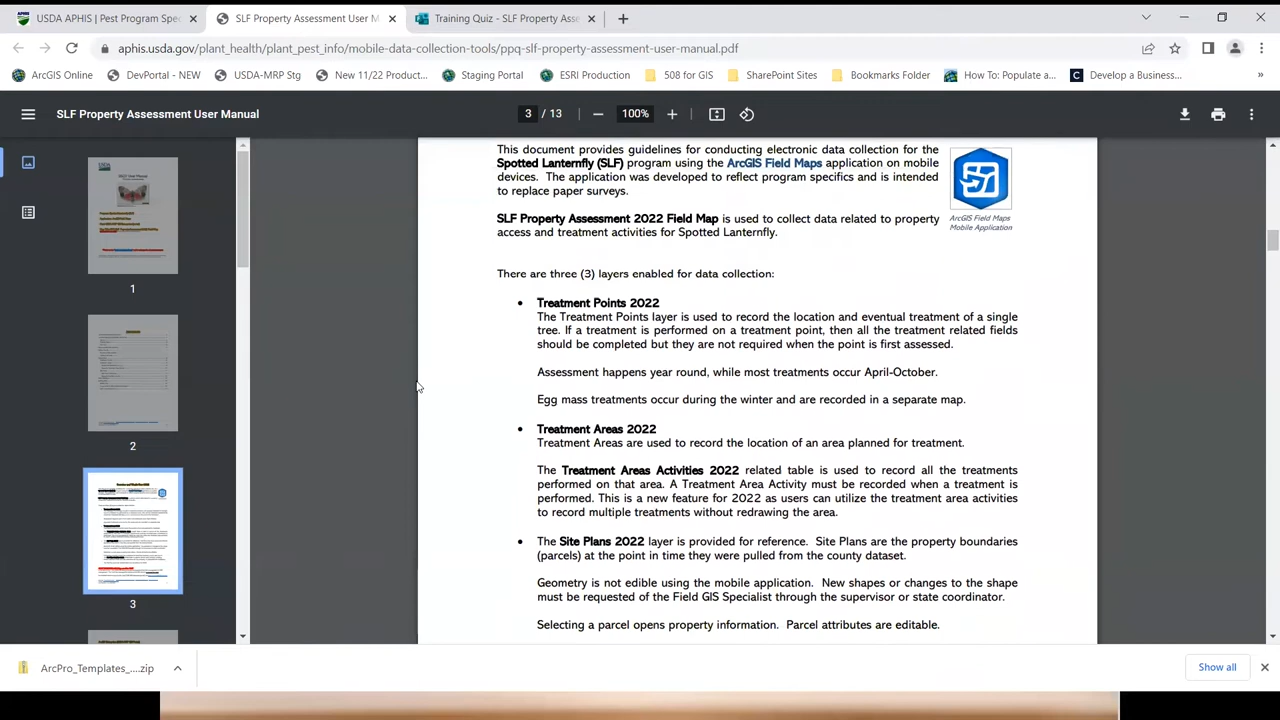 USDA APHIS | Pest Program Spec
SLF Property Assessment User M
Training Quiz - SLF Property Asse
aphis.usda.gov/plant_health/plant_pest_info/mobile-data-collection-tools/ppq-slf-property-assessment-user-manual.pdf
ArcGIS Online
DevPortal - NEW
USDA-MRP Stg
New 11/22 Product...
Staging Portal
ESRI Production
508 for GIS
SharePoint Sites
Bookmarks Folder
How To: Populate a...
Develop a Business...
SLF Property Assessment User Manual
3 / 13
100%
1
2
3
This document provides guidelines for conducting electronic data collection for the
Spotted Lanternfly (SLF) program using the ArcGIS Field Maps application on mobile
devices. The application was developed to reflect program specifics and is intended
to replace paper surveys.
ArcGIS Field Maps
Mobile Application
SLF Property Assessment 2022 Field Map is used to collect data related to property
access and treatment activities for Spotted Lanternfly.
There are three (3) layers enabled for data collection:
• Treatment Points 2022
The Treatment Points layer is used to record the location and eventual treatment of a single
tree. If a treatment is performed on a treatment point, then all the treatment related fields
should be completed but they are not required when the point is first assessed.
Assessment happens year round, while most treatments occur April-October.
Egg mass treatments occur during the winter and are recorded in a separate map.
• Treatment Areas 2022
Treatment Areas are used to record the location of an area planned for treatment.
The Treatment Areas Activities 2022 related table is used to record all the treatments
performed on that area. A Treatment Area Activity must be recorded when a treatment is
performed. This is a new feature for 2022 as users can utilize the treatment area activities
to record multiple treatments without redrawing the area.
• The Site Plans 2022 layer is provided for reference. Site Plans are the property boundaries
(parcels) at the point in time they were pulled from the county dataset.
Geometry is not edible using the mobile application. New shapes or changes to the shape
must be requested of the Field GIS Specialist through the supervisor or state coordinator.
Selecting a parcel opens property information. Parcel attributes are editable.
ArcPro_Templates_....zip
Show all